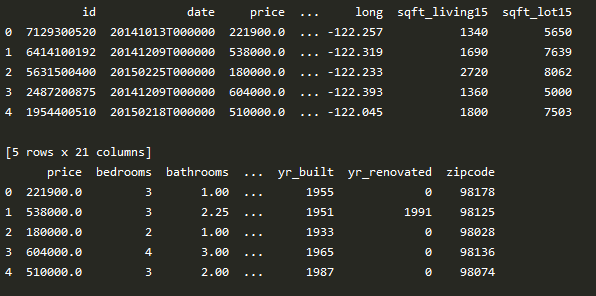 id date price ... long sqft_living15 sqft_lot15
0 7129300520 20141013T000000 221900.0 ... -122.257 1340 5650
1 6414100192 20141209T000000 538000.0 ... -122.319 1690 7639
2 5631500400 20150225T000000 180000.0 ... -122.233 2720 8062
3 2487200875 20141209T000000 604000.0 ... -122.393 1360 5000
4 1954400510 20150218T000000 510000.0 ... -122.045 1800 7503
[5 rows x 21 columns]
price bedrooms bathrooms ... yr_built yr_renovated zipcode
0 221900.0 3 1.00 ... 1955 0 98178
1 538000.0 3 2.25 ... 1951 1991 98125
2 180000.0 2 1.00 ... 1933 0 98028
3 604000.0 4 3.00 ... 1965 0 98136
4 510000.0 3 2.00 ... 1987 0 98074